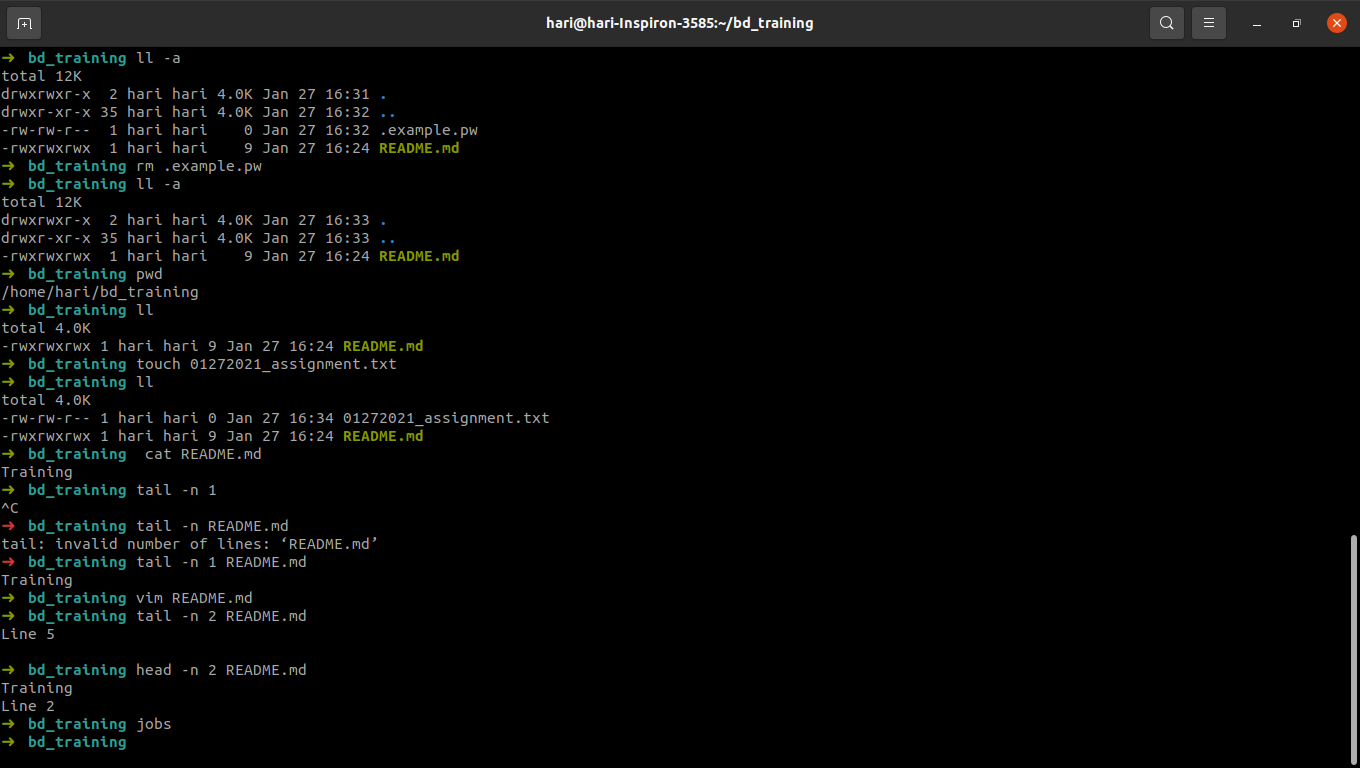 hari@hari-Inspiron-3585:~/bd_training
➜  bd_training ll -a
total 12K
drwxrwxr-x  2 hari hari 4.0K Jan 27 16:31 .
drwxr-xr-x 35 hari hari 4.0K Jan 27 16:32 ..
-rw-rw-r--  1 hari hari    0 Jan 27 16:32 .example.pw
-rwxrwxrwx  1 hari hari    9 Jan 27 16:24 README.md
➜  bd_training rm .example.pw
➜  bd_training ll -a
total 12K
drwxrwxr-x  2 hari hari 4.0K Jan 27 16:33 .
drwxr-xr-x 35 hari hari 4.0K Jan 27 16:33 ..
-rwxrwxrwx  1 hari hari    9 Jan 27 16:24 README.md
➜  bd_training pwd
/home/hari/bd_training
➜  bd_training ll
total 4.0K
-rwxrwxrwx 1 hari hari 9 Jan 27 16:24 README.md
➜  bd_training touch 01272021_assignment.txt
➜  bd_training ll
total 4.0K
-rw-rw-r-- 1 hari hari 0 Jan 27 16:34 01272021_assignment.txt
-rwxrwxrwx 1 hari hari 9 Jan 27 16:24 README.md
➜  bd_training  cat README.md
Training
➜  bd_training tail -n 1
^C
➜  bd_training tail -n README.md
tail: invalid number of lines: ‘README.md’
➜  bd_training tail -n 1 README.md
Training
➜  bd_training vim README.md
➜  bd_training tail -n 2 README.md
Line 5

➜  bd_training head -n 2 README.md
Training
Line 2
➜  bd_training jobs
➜  bd_training